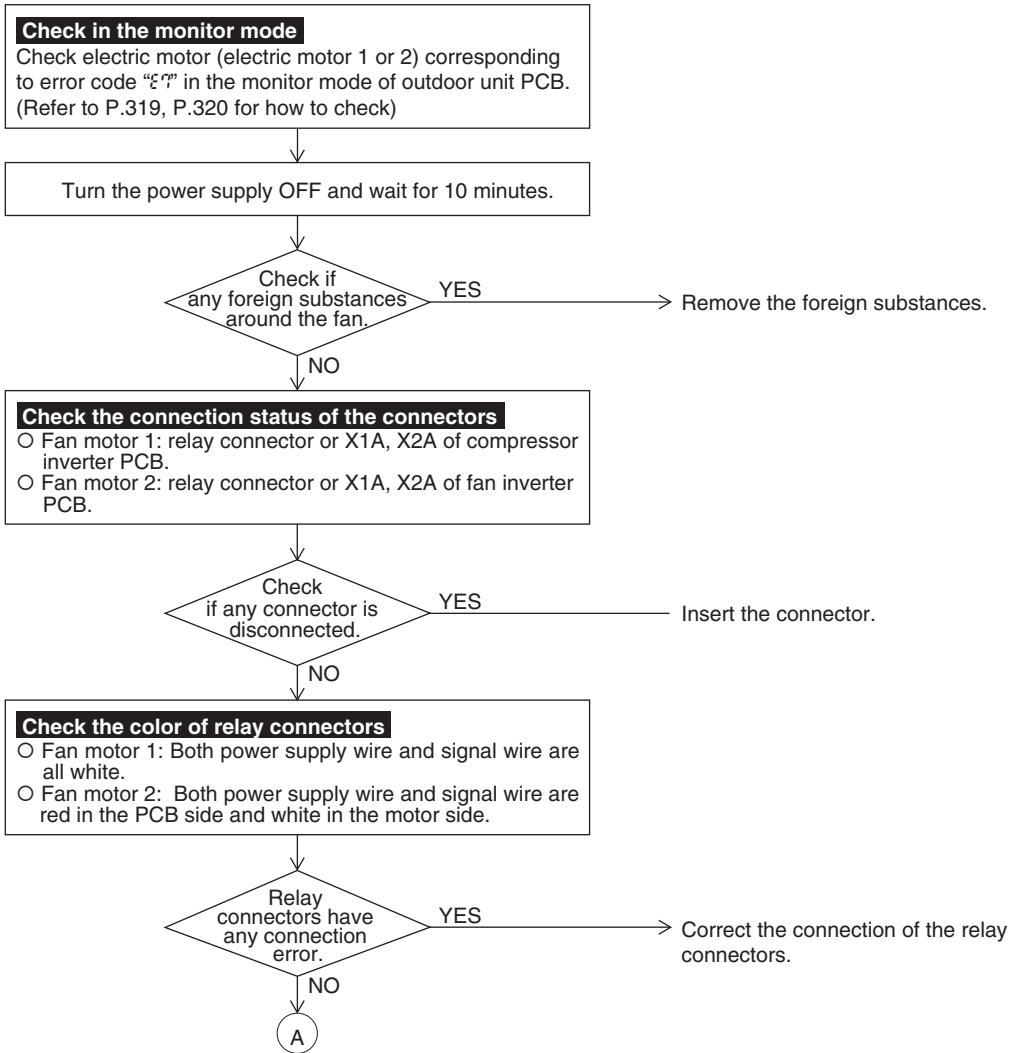 Check in the monitor mode
Check electric motor (electric motor 1 or 2) corresponding
to error code “E7” in the monitor mode of outdoor unit PCB.
(Refer to P.319, P.320 for how to check)
Turn the power supply OFF and wait for 10 minutes.
Check if
any foreign substances
around the fan.
YES
Remove the foreign substances.
NO
Check the connection status of the connectors
○ Fan motor 1: relay connector or X1A, X2A of compressor
inverter PCB.
○ Fan motor 2: relay connector or X1A, X2A of fan inverter
PCB.
Check
if any connector is
disconnected.
YES
Insert the connector.
NO
Check the color of relay connectors
○ Fan motor 1: Both power supply wire and signal wire are
all white.
○ Fan motor 2: Both power supply wire and signal wire are
red in the PCB side and white in the motor side.
Relay
connectors have
any connection
error.
YES
Correct the connection of the relay
connectors.
NO
A